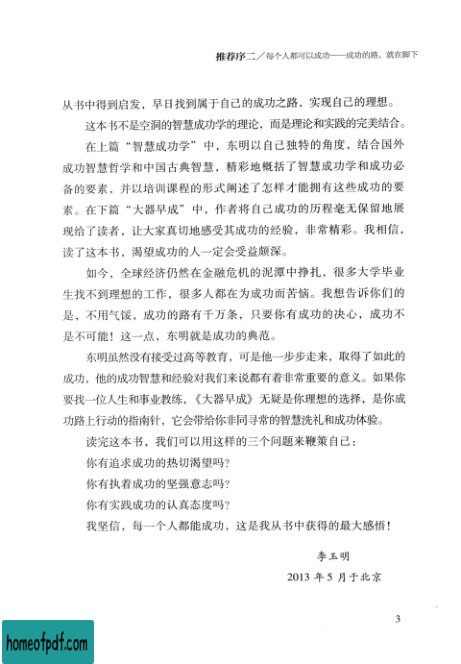 推荐序二／每个人都可以成功——成功的路，就在脚下
从书中得到启发，早日找到属于自己的成功之路，实现自己的理想。
这本书不是空洞的智慧成功学的理论，而是理论和实践的完美结合。
在上篇“智慧成功学”中，东明以自己独特的角度，结合国外
成功智慧哲学和中国古典智慧，精彩地概括了智慧成功学和成功必
备的要素，并以培训课程的形式阐述了怎样才能拥有这些成功的要
素。在下篇“大器早成”中，作者将自己成功的历程毫无保留地展
现给了读者，让大家真切地感受其成功的经验，非常精彩。我相信，
读了这本书，渴望成功的人一定会受益颇深。
如今，全球经济仍然在金融危机的泥潭中挣扎，很多大学毕业
生找不到理想的工作，很多人都在为成功而苦恼。我想告诉你们的
是，不用气馁，成功的路有千万条，只要你有成功的决心，成功不
是不可能！这一点，东明就是成功的典范。
东明虽然没有接受过高等教育，可是他一步步走来，取得了如此的
成功，他的成功智慧和经验对我们来说都有着非常重要的意义。如果你
要找一位人生和事业教练，《大器早成》无疑是你理想的选择，是你成
功路上行动的指南针，它会带给你非同寻常的智慧洗礼和成功体验。
读完这本书，我们可以用这样的三个问题来鞭策自己：
你有追求成功的热切渴望吗？
你有执着成功的坚强意志吗？
你有实践成功的认真态度吗？
我坚信，每一个人都能成功，这是我从书中获得的最大感悟！
李玉明
2013 年 5 月于北京
3
homeofpdf.com